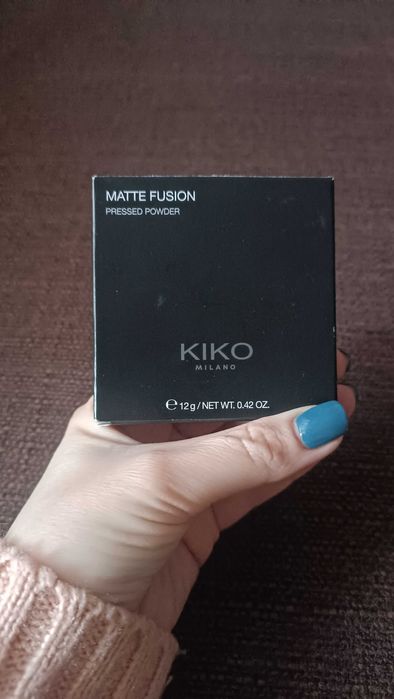 MATTE FUSION
PRESSED POWDER
KIKO
MILANO
℮ 12 g / NET WT. 0.42 OZ.